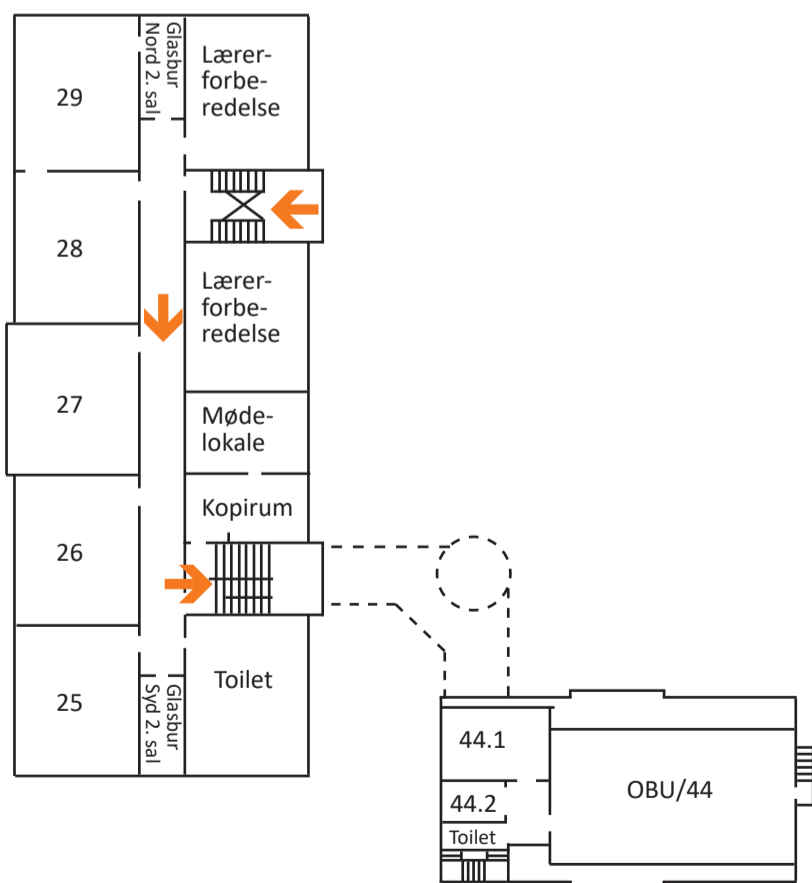 29
Glasbur
Nord 2. sal
Lærer-
forbe-
redelse
28
Lærer-
forbe-
redelse
27
Møde-
lokale
Kopirum
26
25
Glasbur
Syd 2. sal
Toilet
44.1
44.2
Toilet
OBU/44